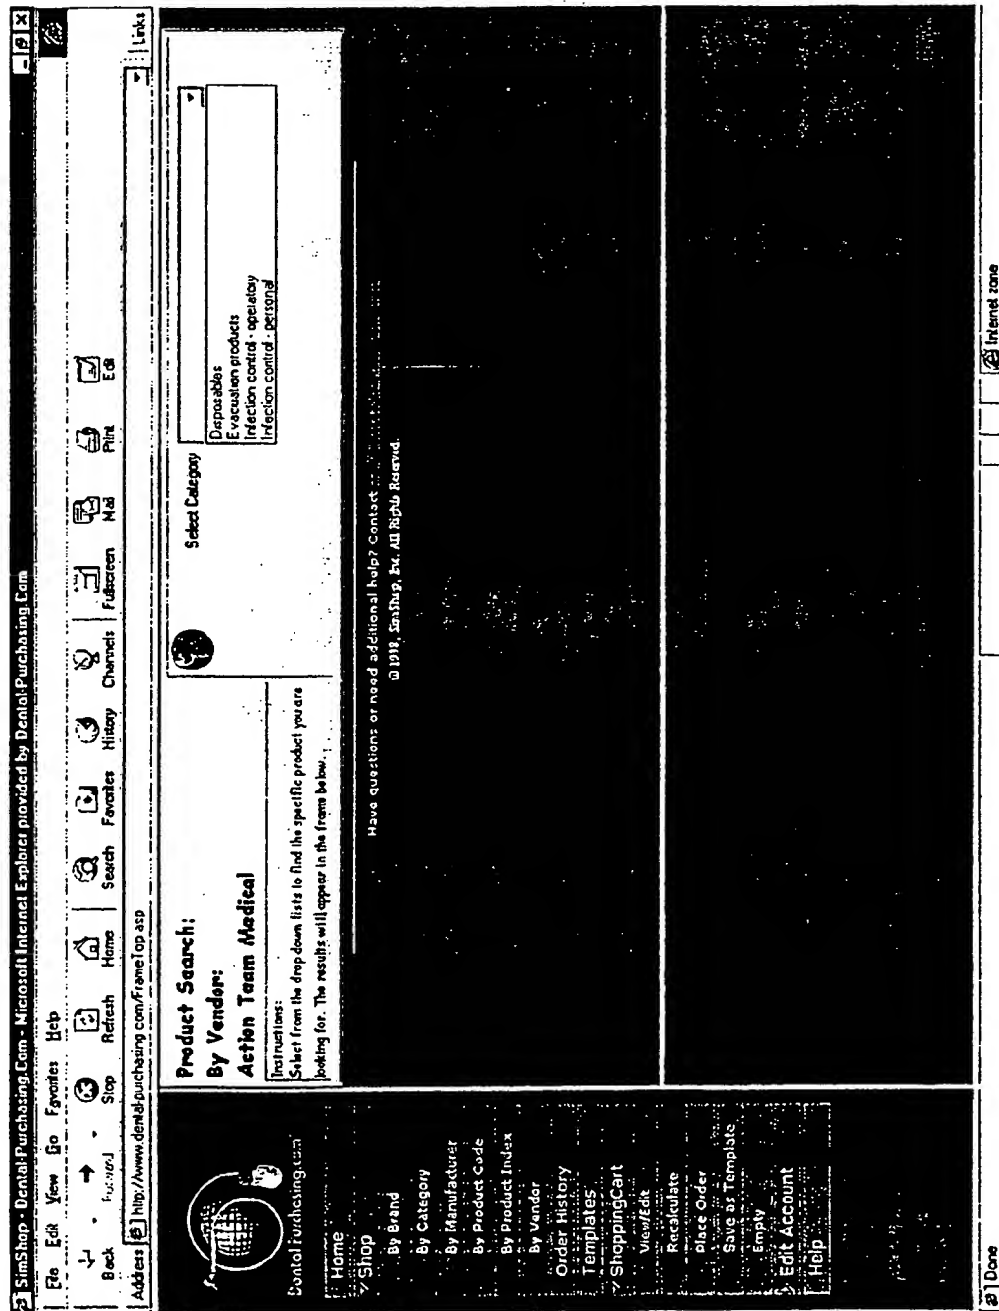 SimShop - Dental-Purchasing.Com - Microsoft Internet Explorer provided by Dental-Purchasing.Com
File Edit View Go Favorites Help
Back Forward Stop Refresh Home Search Favorites History Channels Fullscreen Mail Print Edit
Address http://www.dental-purchasing.com/FrameTop.asp Links
Home
Shop
By Brand
By Category
By Manufacturer
By Product Code
By Product Index
By Vendor
Order History
Templates
ShoppingCart
View/Edit
Recalculate
Place Order
Save as Template
Empty
Edit Account
Help
Product Search:
By Vendor:
Action Team Medical
Instructions:
Select from the drop down lists to find the specific product you are
looking for. The results will appear in the frame below.
Select Category
Disposables
Evacuation products
Infection control - operatory
Infection control - personal
Have questions or need additional help? Contact
© 1998, SimShop, Inc. All Rights Reserved.
Done
Internet zone